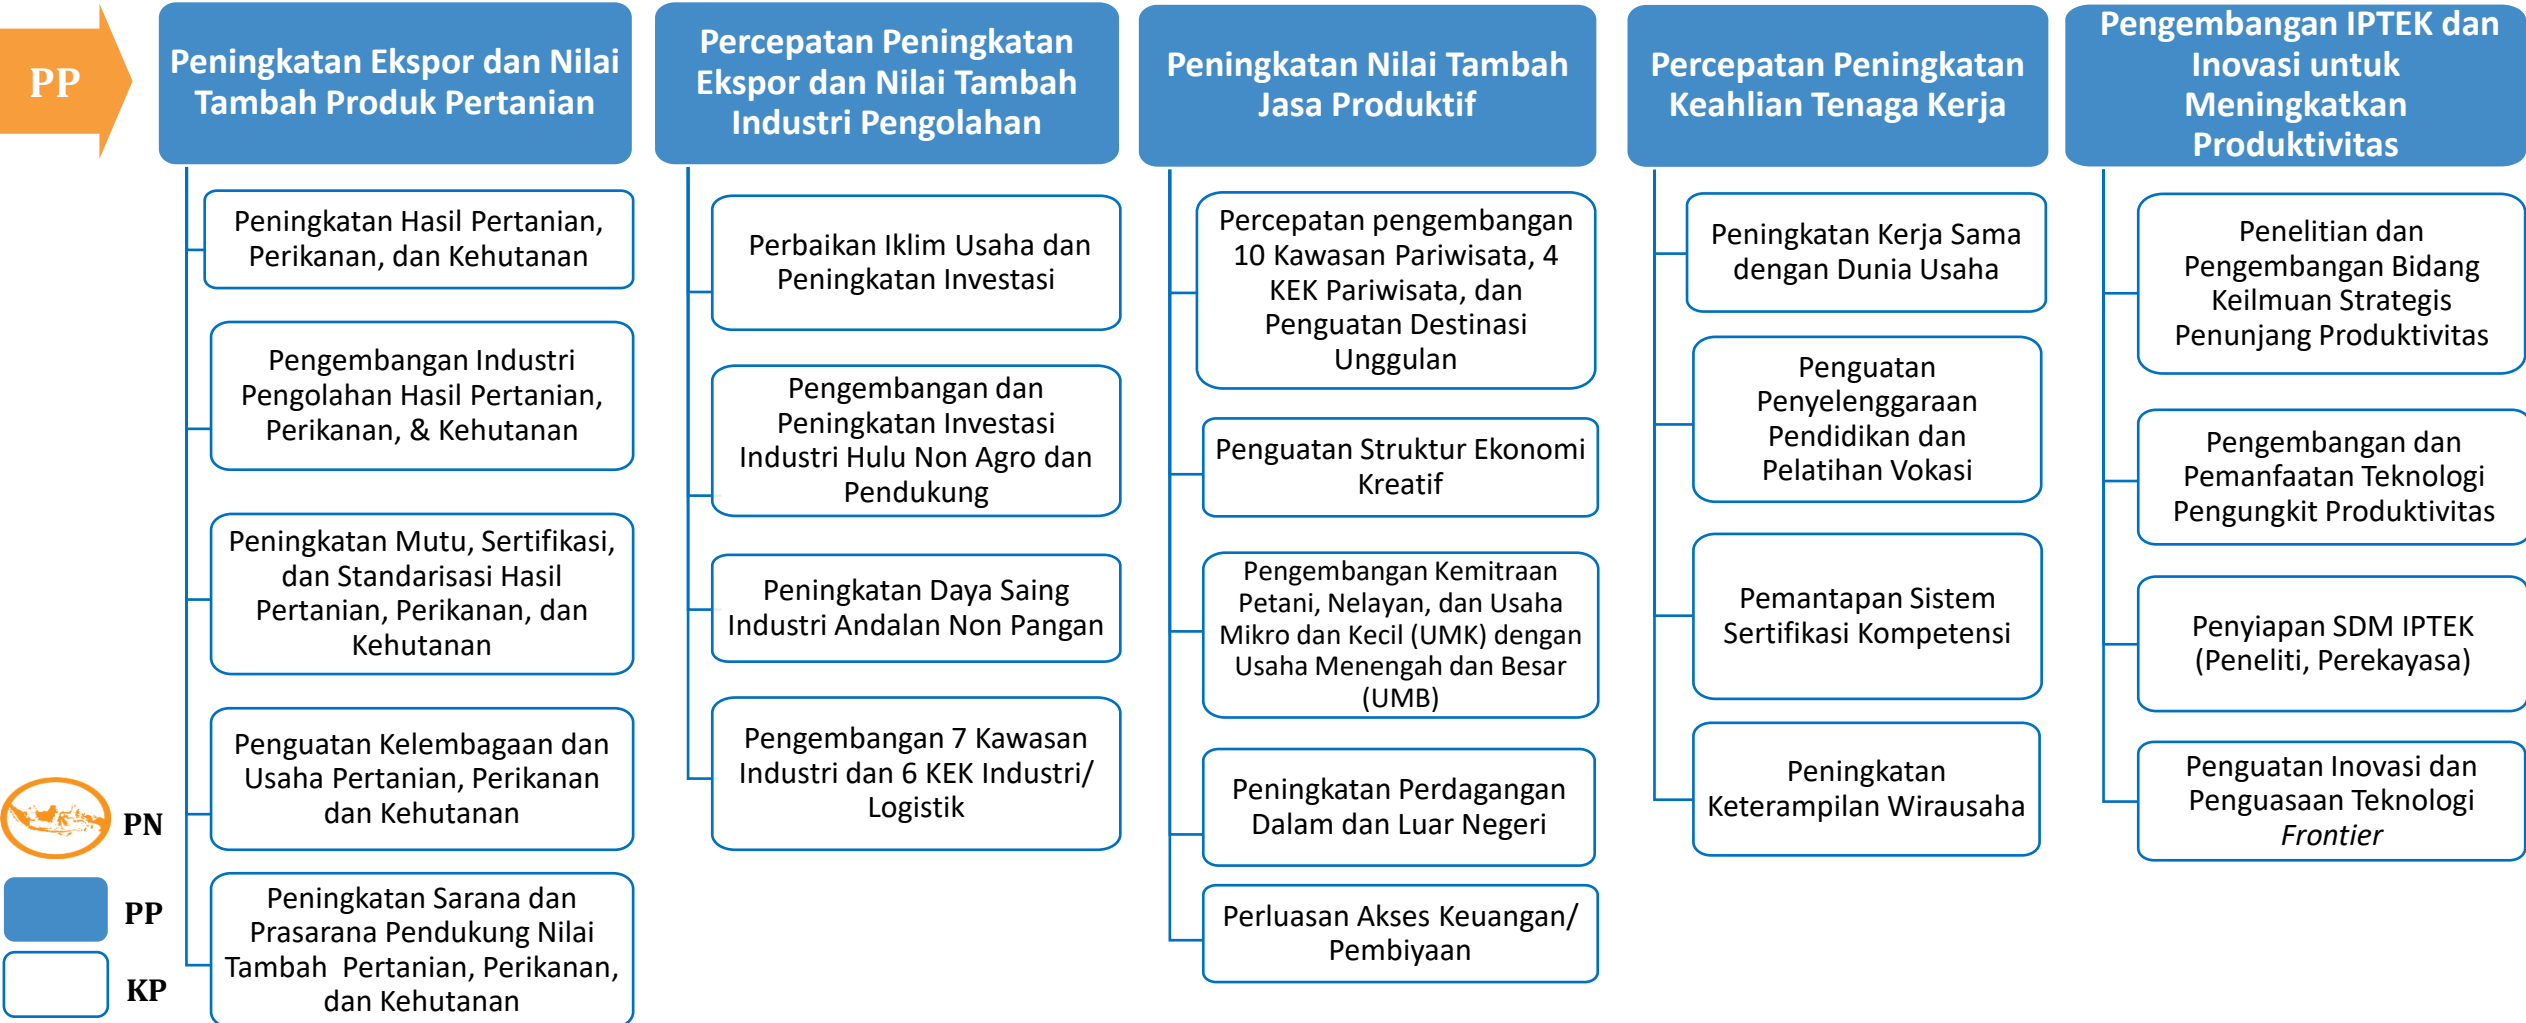 PP
Peningkatan Ekspor dan Nilai
Tambah Produk Pertanian
Peningkatan Hasil Pertanian,
Perikanan, dan Kehutanan
Pengembangan Industri
Pengolahan Hasil Pertanian,
Perikanan, & Kehutanan
Peningkatan Mutu, Sertifikasi,
dan Standarisasi Hasil
Pertanian, Perikanan, dan
Kehutanan
Penguatan Kelembagaan dan
Usaha Pertanian, Perikanan
dan Kehutanan
Peningkatan Sarana dan
Prasarana Pendukung Nilai
Tambah Pertanian, Perikanan,
dan Kehutanan
Percepatan Peningkatan
Ekspor dan Nilai Tambah
Industri Pengolahan
Perbaikan Iklim Usaha dan
Peningkatan Investasi
Pengembangan dan
Peningkatan Investasi
Industri Hulu Non Agro dan
Pendukung
Peningkatan Daya Saing
Industri Andalan Non Pangan
Pengembangan 7 Kawasan
Industri dan 6 KEK Industri/
Logistik
Peningkatan Nilai Tambah
Jasa Produktif
Percepatan pengembangan
10 Kawasan Pariwisata, 4
KEK Pariwisata, dan
Penguatan Destinasi
Unggulan
Penguatan Struktur Ekonomi
Kreatif
Pengembangan Kemitraan
Petani, Nelayan, dan Usaha
Mikro dan Kecil (UMK) dengan
Usaha Menengah dan Besar
(UMB)
Peningkatan Perdagangan
Dalam dan Luar Negeri
Perluasan Akses Keuangan/
Pembiyaan
Percepatan Peningkatan
Keahlian Tenaga Kerja
Peningkatan Kerja Sama
dengan Dunia Usaha
Penguatan
Penyelenggaraan
Pendidikan dan
Pelatihan Vokasi
Pemantapan Sistem
Sertifikasi Kompetensi
Peningkatan
Keterampilan Wirausaha
Pengembangan IPTEK dan
Inovasi untuk
Meningkatkan
Produktivitas
Penelitian dan
Pengembangan Bidang
Keilmuan Strategis
Penunjang Produktivitas
Pengembangan dan
Pemanfaatan Teknologi
Pengungkit Produktivitas
Penyiapan SDM IPTEK
(Peneliti, Perekayasa)
Penguatan Inovasi dan
Penguasaan Teknologi
Frontier
PN
PP
KP